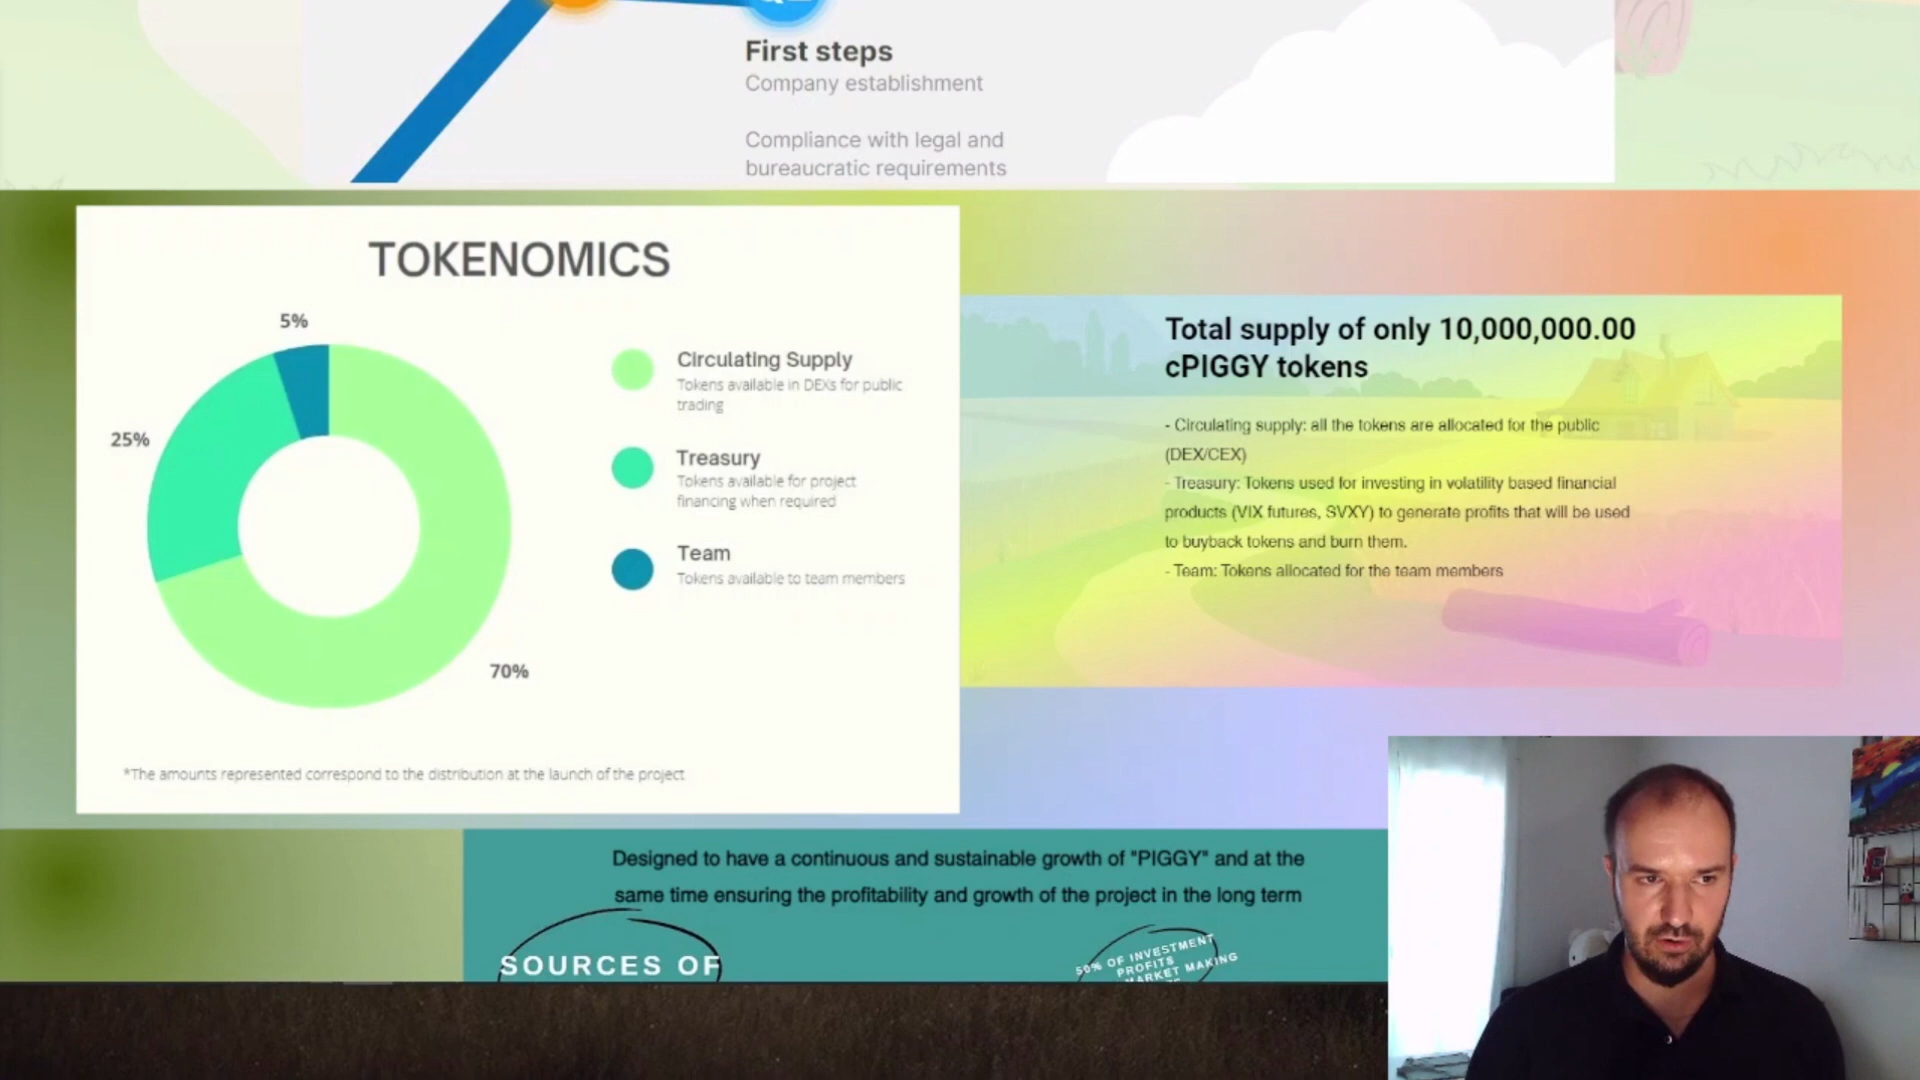 First steps
Company establishment
Compliance with legal and
bureaucratic requirements
TOKENOMICS
5%
25%
70%
Circulating Supply
Tokens available in DEXs for public
trading
Treasury
Tokens available for project
financing when required
Team
Tokens available to team members
*The amounts represented correspond to the distribution at the launch of the project
Total supply of only 10,000,000.00
cPIGGY tokens
- Circulating supply: all the tokens are allocated for the public
(DEX/CEX)
- Treasury: Tokens used for investing in volatility based financial
products (VIX futures, SVXY) to generate profits that will be used
to buyback tokens and burn them.
- Team: Tokens allocated for the team members
Designed to have a continuous and sustainable growth of "PIGGY" and at the
same time ensuring the profitability and growth of the project in the long term
SOURCES OF
50% OF INVESTMENT
PROFITS
MARKET MAKING